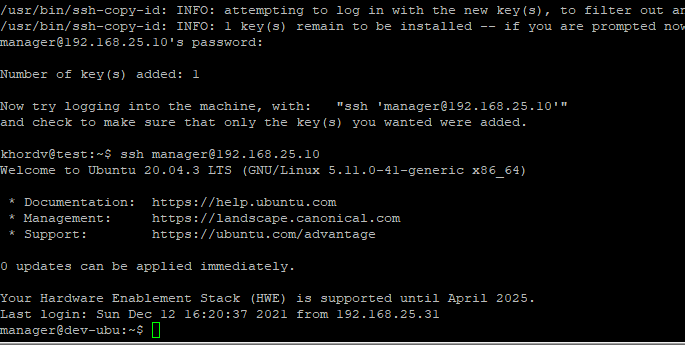 /usr/bin/ssh-copy-id: INFO: attempting to log in with the new key(s), to filter out an
/usr/bin/ssh-copy-id: INFO: 1 key(s) remain to be installed -- if you are prompted now
manager@192.168.25.10's password:
Number of key(s) added: 1
Now try logging into the machine, with:   "ssh 'manager@192.168.25.10'"
and check to make sure that only the key(s) you wanted were added.
khordv@test:~$ ssh manager@192.168.25.10
Welcome to Ubuntu 20.04.3 LTS (GNU/Linux 5.11.0-41-generic x86_64)
* Documentation:  https://help.ubuntu.com
* Management:     https://landscape.canonical.com
* Support:        https://ubuntu.com/advantage
0 updates can be applied immediately.
Your Hardware Enablement Stack (HWE) is supported until April 2025.
Last login: Sun Dec 12 16:20:37 2021 from 192.168.25.31
manager@dev-ubu:~$